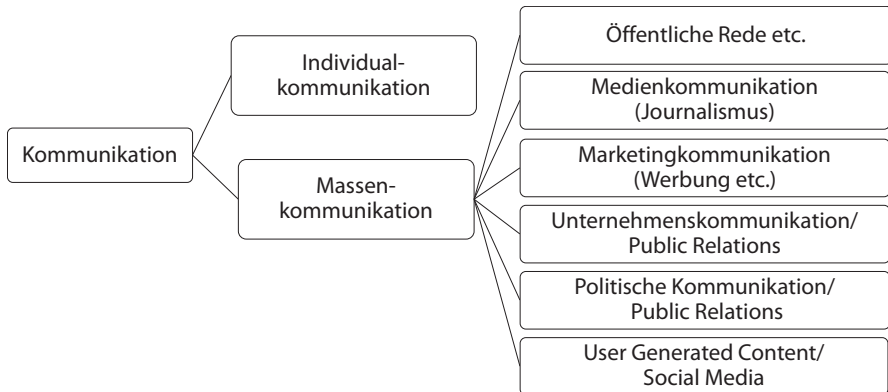 Kommunikation
Individual-
kommunikation
Massen-
kommunikation
Öffentliche Rede etc.
Medienkommunikation
(Journalismus)
Marketingkommunikation
(Werbung etc.)
Unternehmenskommunikation/
Public Relations
Politische Kommunikation/
Public Relations
User Generated Content/
Social Media